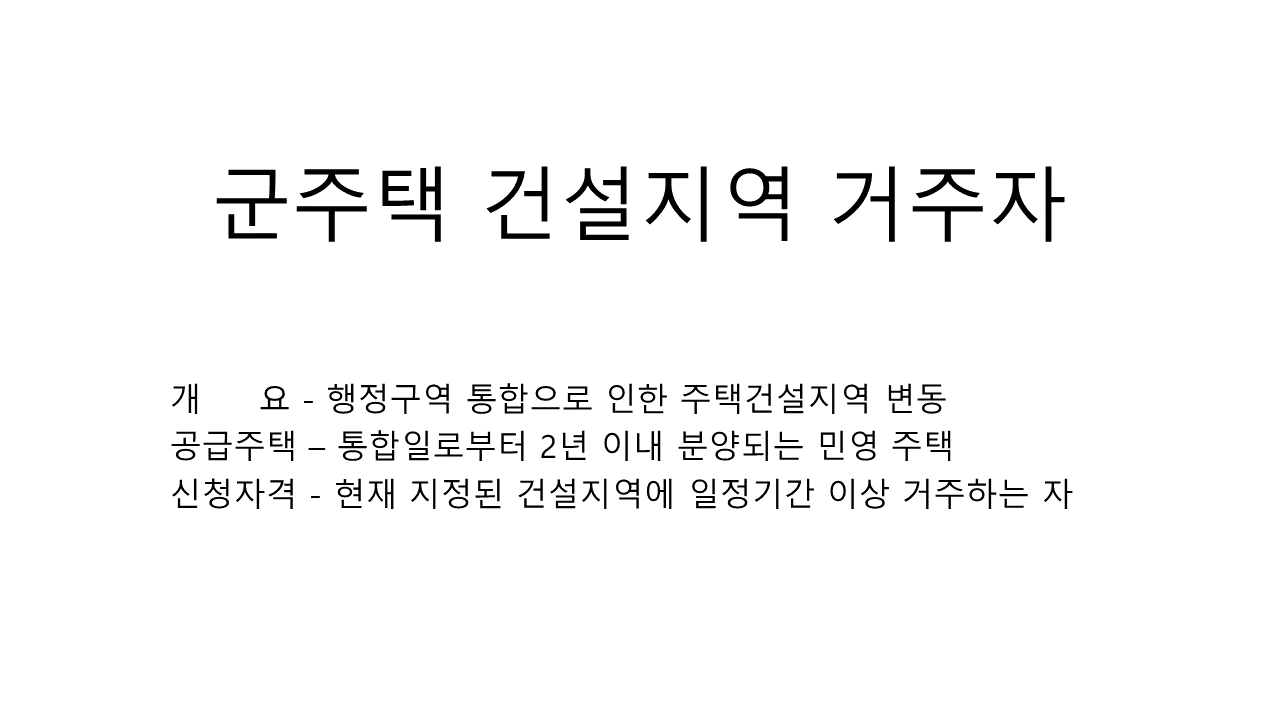 군주택 건설지역 거주자
개 요 - 행정구역 통합으로 인한 주택건설지역 변동
공급주택 – 통합일로부터 2년 이내 분양되는 민영 주택
신청자격 - 현재 지정된 건설지역에 일정기간 이상 거주하는 자